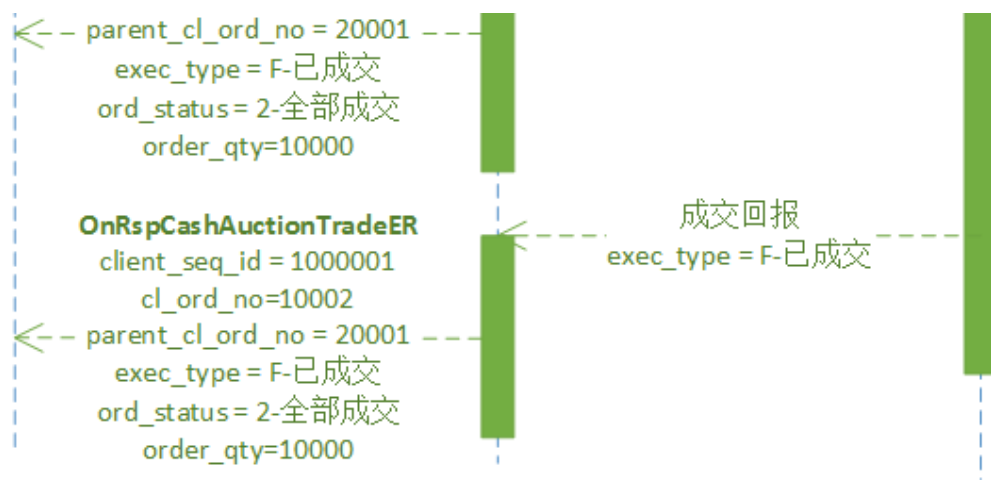 parent_cl_ord_no = 20001
exec_type = F-已成交
ord_status = 2-全部成交
order_qty=10000
OnRspCashAuctionTradeER
client_seq_id = 1000001
cl_ord_no=10002
parent_cl_ord_no = 20001
exec_type = F-已成交
ord_status = 2-全部成交
order_qty=10000
成交回报
exec_type = F-已成交